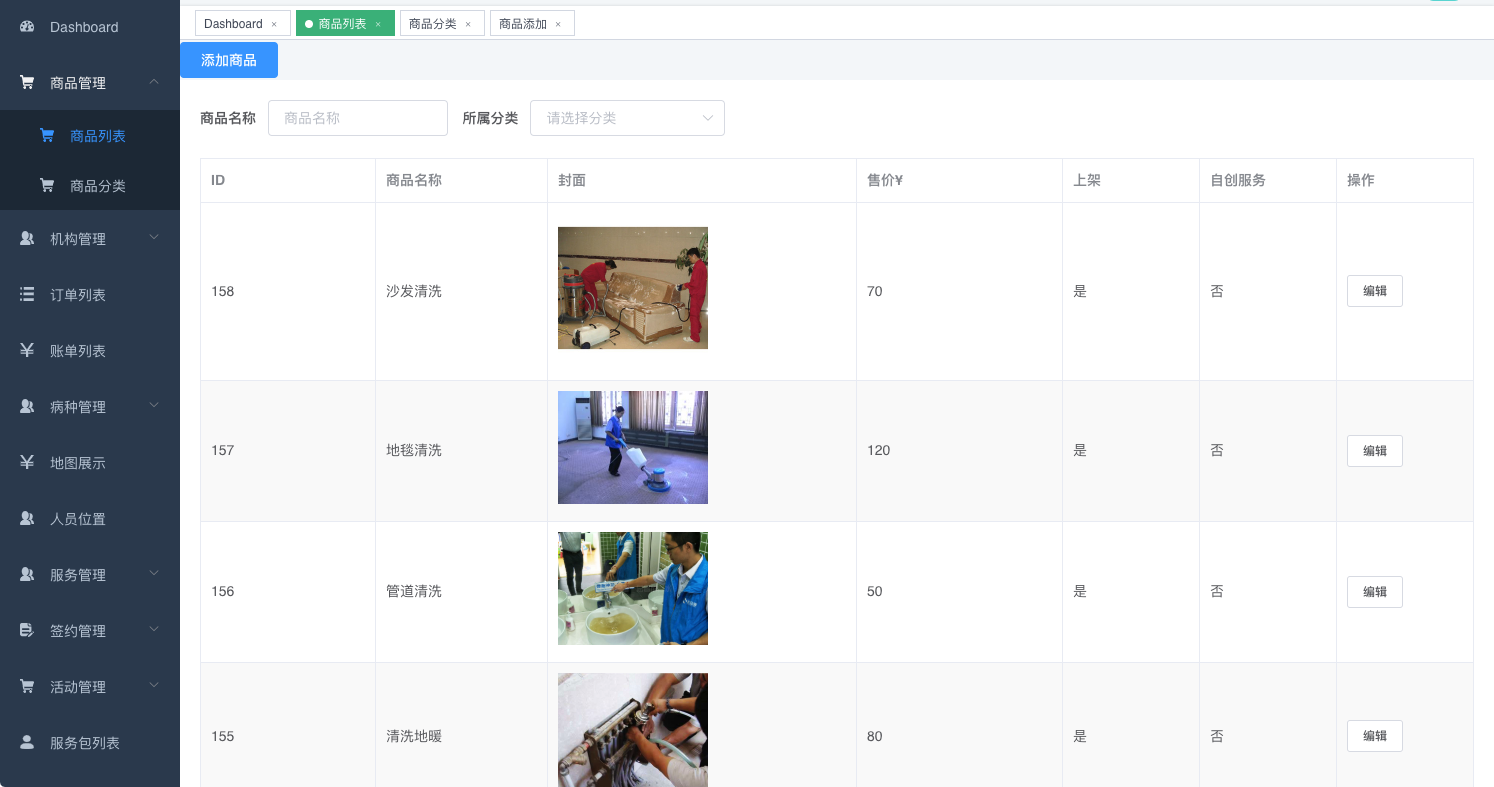 Dashboard
商品管理
商品列表
商品分类
机构管理
订单列表
账单列表
病种管理
地图展示
人员位置
服务管理
签约管理
活动管理
服务包列表
Dashboard × 商品列表 × 商品分类 × 商品添加 ×
添加商品
商品名称 商品名称 所属分类 请选择分类
ID 商品名称 封面 售价¥ 上架 自创服务 操作
158 沙发清洗 70 是 否 编辑
157 地毯清洗 120 是 否 编辑
156 管道清洗 50 是 否 编辑
155 清洗地暖 80 是 否 编辑